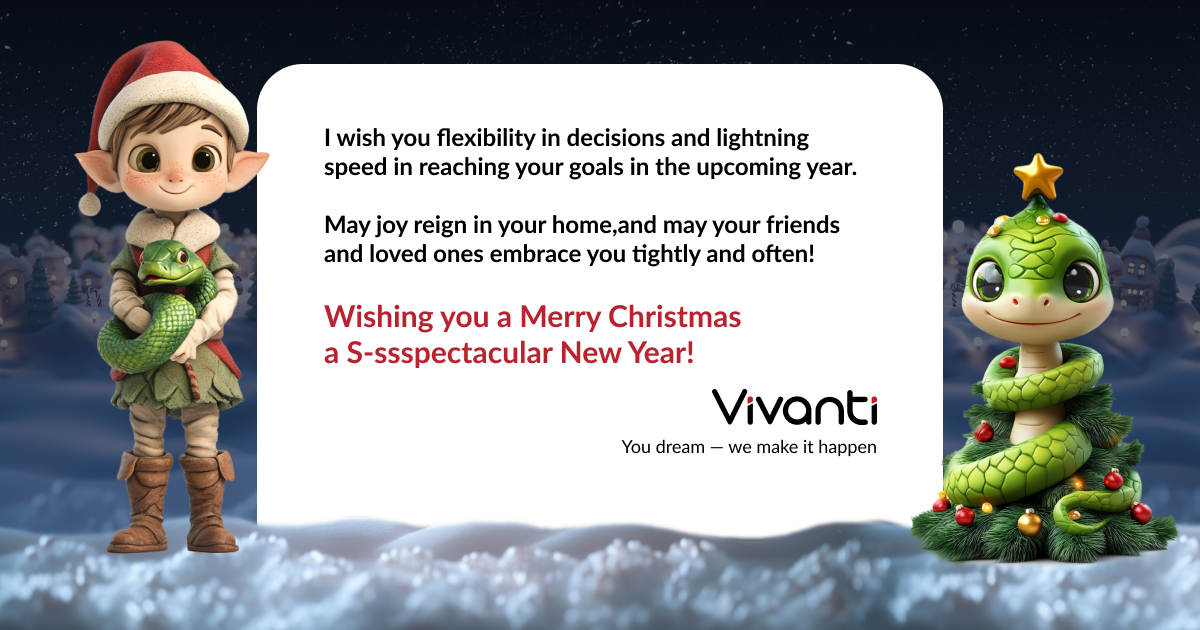 I wish you flexibility in decisions and lightning
speed in reaching your goals in the upcoming year.
May joy reign in your home,and may your friends
and loved ones embrace you tightly and often!
Wishing you a Merry Christmas
a S-ssspectacular New Year!
Vivanti
You dream — we make it happen